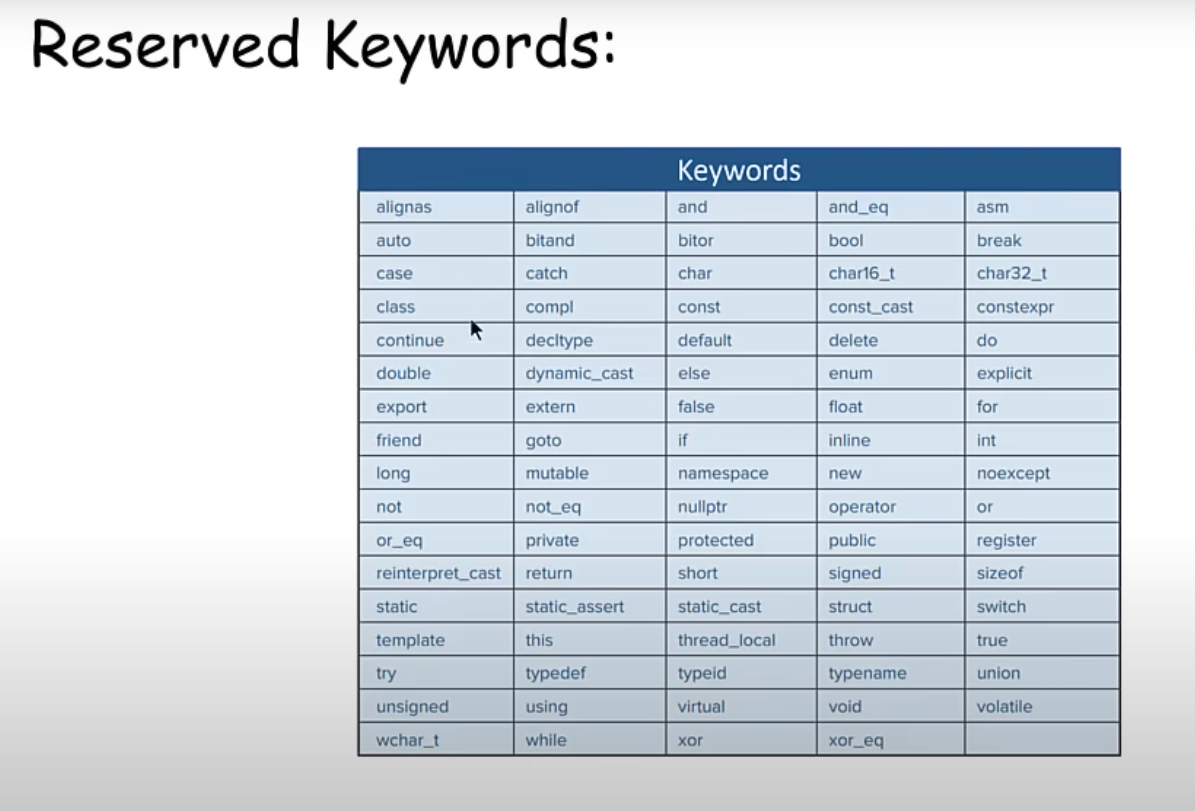 Reserved Keywords:
Keywords
alignas alignof and and_eq asm
auto bitand bitor bool break
case catch char char16_t char32_t
class compl const const_cast constexpr
continue decltype default delete do
double dynamic_cast else enum explicit
export extern false float for
friend goto if inline int
long mutable namespace new noexcept
not not_eq nullptr operator or
or_eq private protected public register
reinterpret_cast return short signed sizeof
static static_assert static_cast struct switch
template this thread_local throw true
try typedef typeid typename union
unsigned using virtual void volatile
wchar_t while xor xor_eq